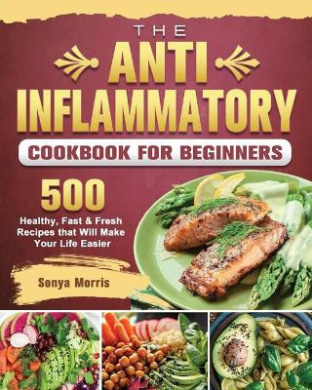 THE
ANTI
INFLAMMATORY
COOKBOOK FOR BEGINNERS
500
Healthy, Fast & Fresh
Recipes that Will Make
Your Life Easier
Sonya Morris